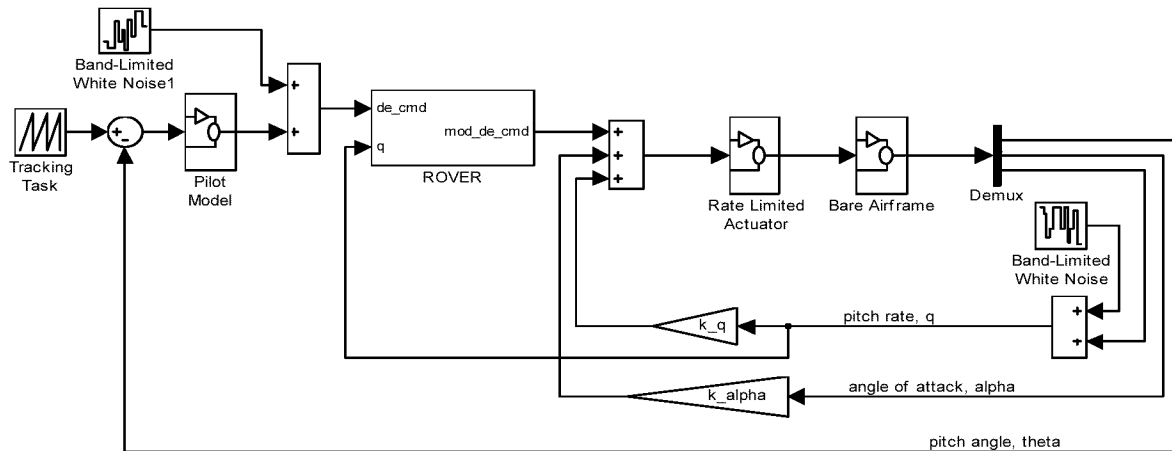 Band-Limited
White Noise1
Tracking
Task
+
-
Pilot
Model
+
+
de_cmd
q
mod_de_cmd
ROVER
+
+
+
Rate Limited
Actuator
Bare Airframe
Demux
Band-Limited
White Noise
+
+
pitch rate, q
k_q
angle of attack, alpha
k_alpha
pitch angle, theta